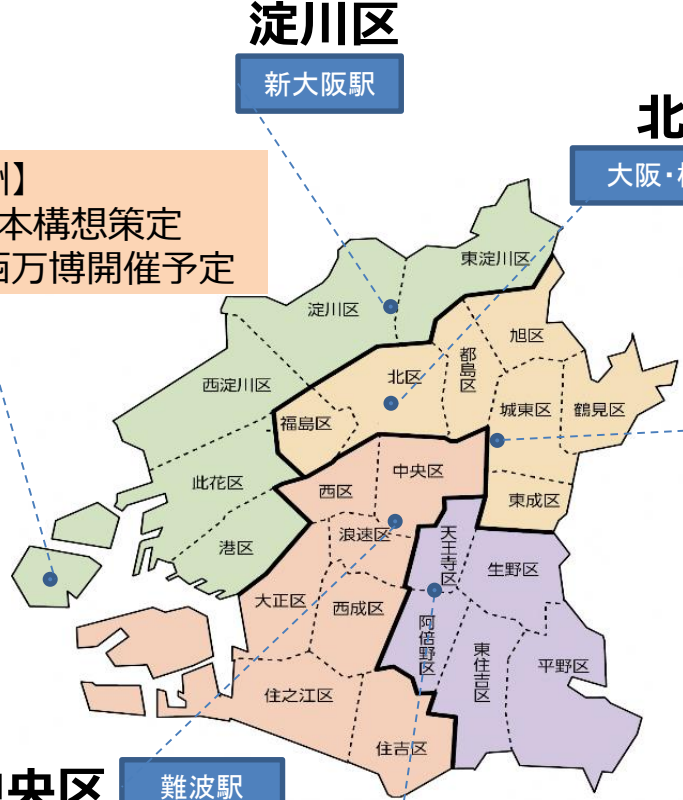 淀川区
新大阪駅
北
大阪・
】
本構想策定
万博開催予定
東淀川区
淀川区
旭区
都島区
北区
西淀川区
城東区
鶴見区
福島区
中央区
此花区
西区
東成区
浪速区
港区
天王寺区
生野区
大正区
西成区
阿倍野区
東住吉区
平野区
住之江区
住吉区
央区
難波駅